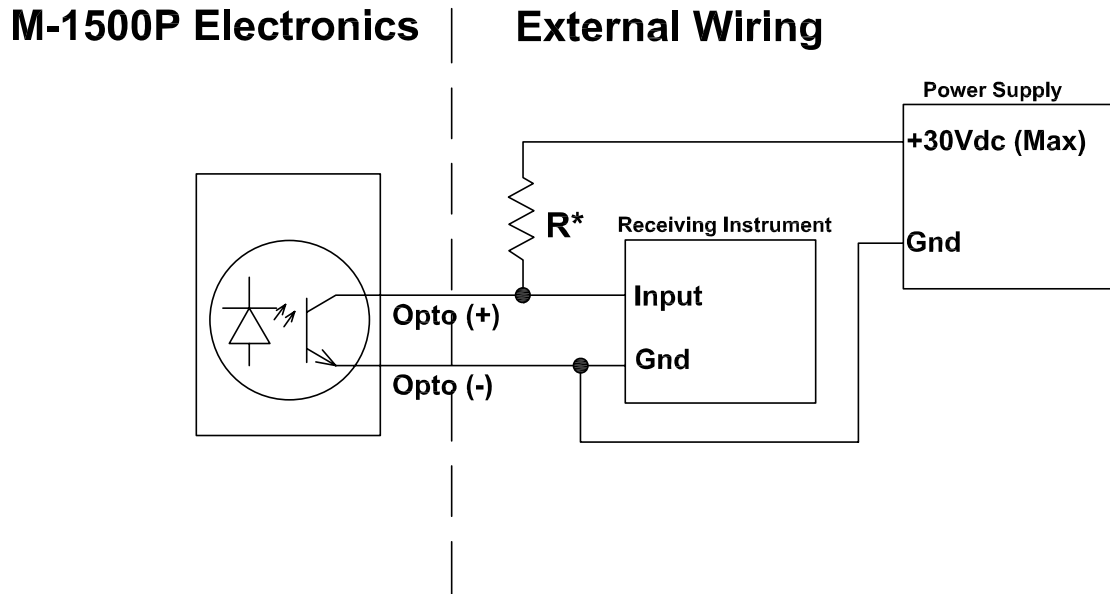 M-1500P Electronics
External Wiring
Power Supply
+30Vdc (Max)
R*
Receiving Instrument
Gnd
Input
Opto (+)
Gnd
Opto (-)